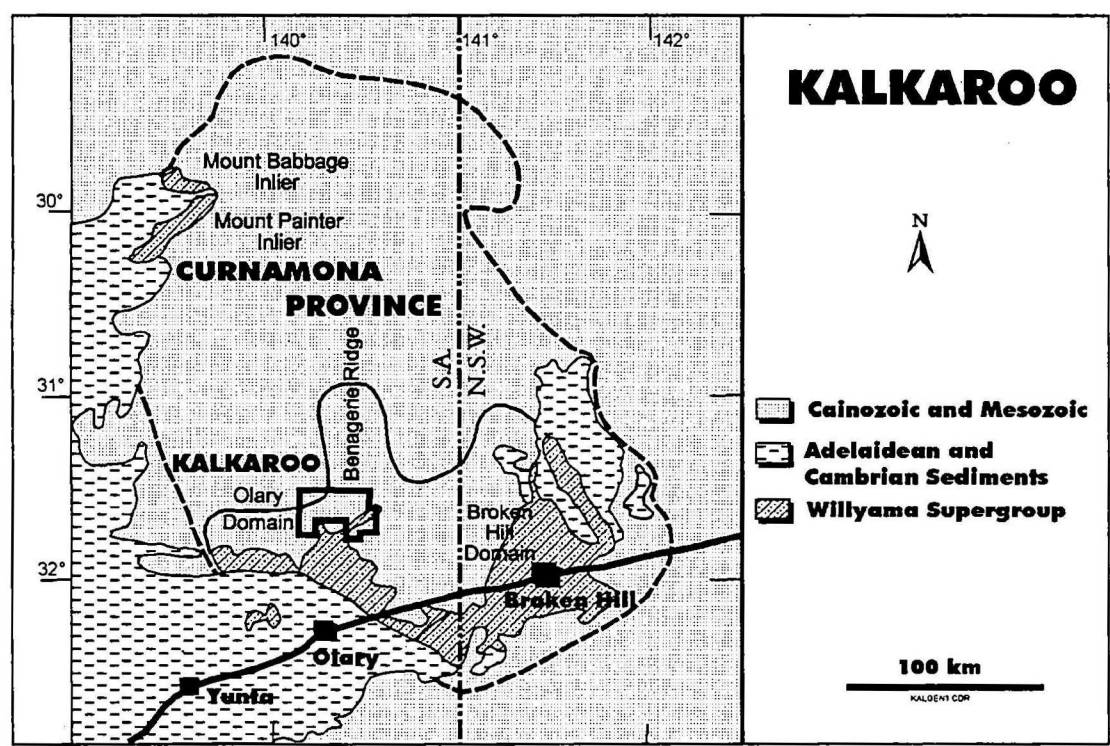 140°
141°
142°
KALKAROO
Mount Babbage
Inlier
30°
Mount Painter
Inlier
N
CURNAMONA
PROVINCE
S.A.
N.S.W.
Benagerie Ridge
31°
Cainozoic and Mesozoic
Adelaidean and
Cambrian Sediments
Willyama Supergroup
KALKAROO
Olary
Domain
Broken
Hill
Domain
32°
Broken Hill
Olary
Yunta
100 km
KALGEN1 CDR